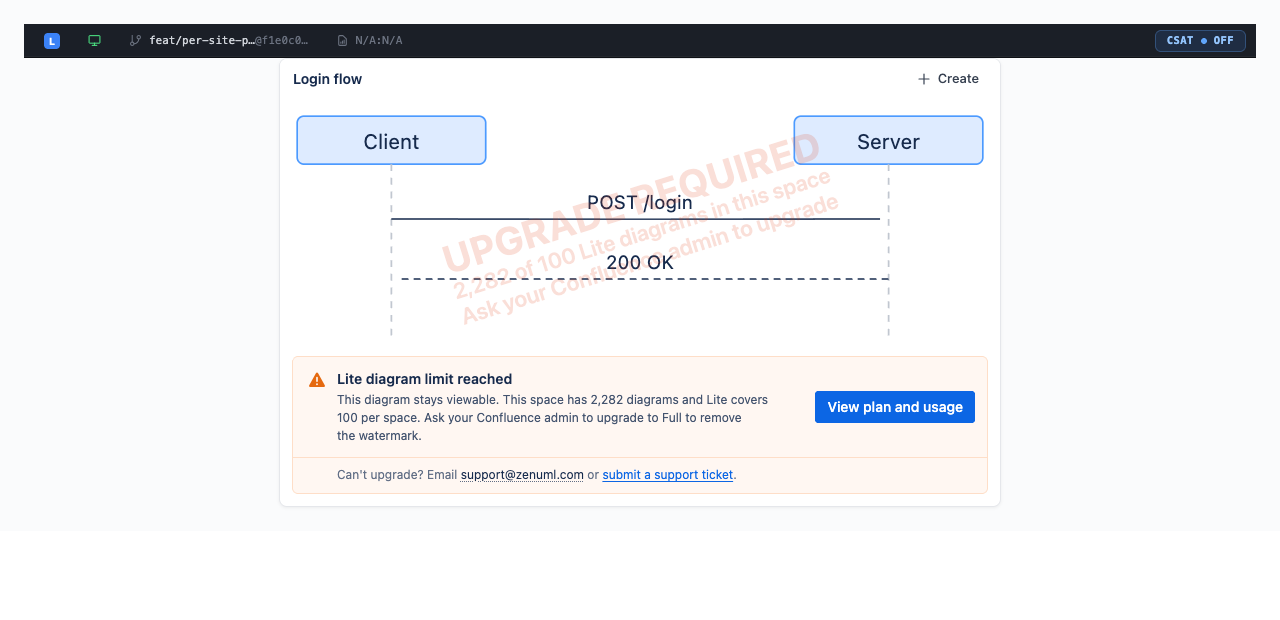 L feat/per-site-p…@f1e0c0… N/A:N/A CSAT OFF
Login flow
Create
Client
Server
UPGRADE REQUIRED
2,282 of 100 Lite diagrams in this space
Ask your Confluence admin to upgrade
POST /login
200 OK
Lite diagram limit reached
This diagram stays viewable. This space has 2,282 diagrams and Lite covers
100 per space. Ask your Confluence admin to upgrade to Full to remove
the watermark.
View plan and usage
Can't upgrade? Email support@zenuml.com or submit a support ticket.